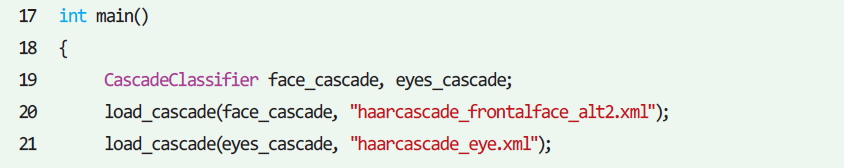 17 int main()
18 {
19 CascadeClassifier face_cascade, eyes_cascade;
20 load_cascade(face_cascade, "haarcascade_frontalface_alt2.xml");
21 load_cascade(eyes_cascade, "haarcascade_eye.xml");